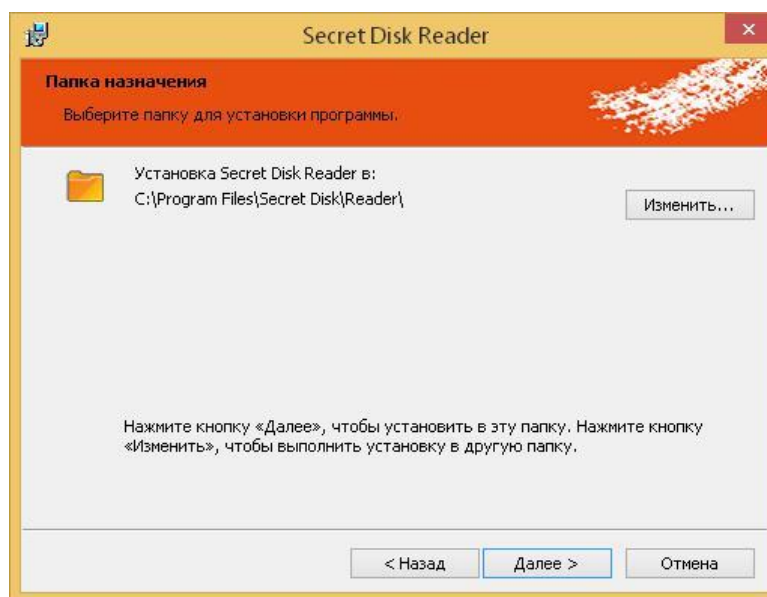 Secret Disk Reader
Папка назначения
Выберите папку для установки программы.
Установка Secret Disk Reader в:
C:\Program Files\Secret Disk\Reader\
Изменить...
Нажмите кнопку «Далее», чтобы установить в эту папку. Нажмите кнопку
«Изменить», чтобы выполнить установку в другую папку.
< Назад
Далее >
Отмена